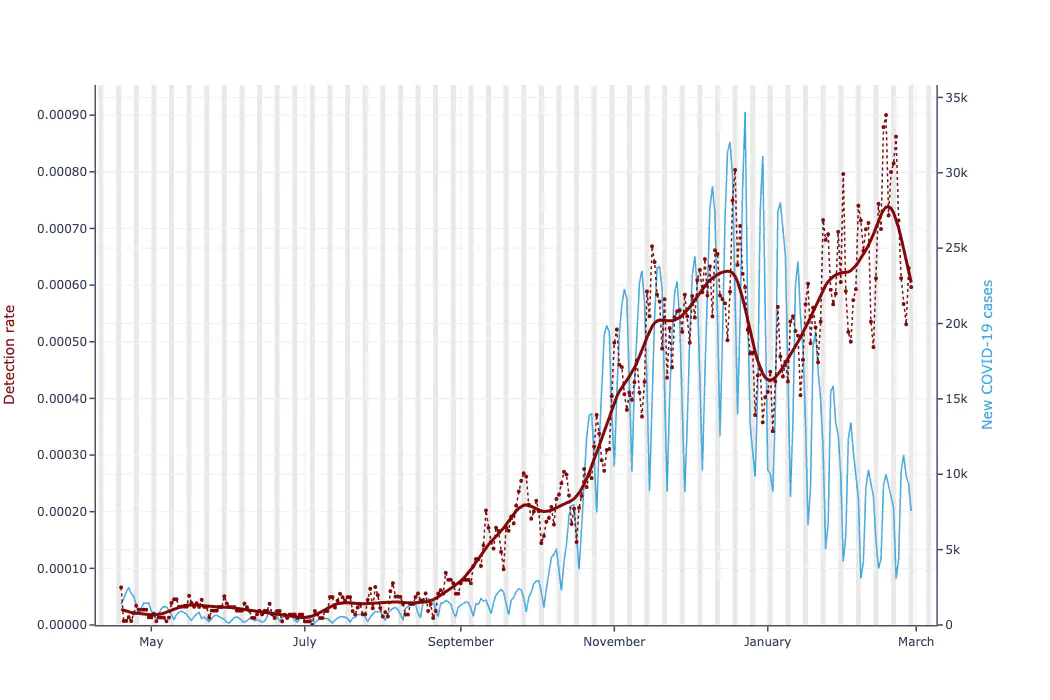 0.00090
0.00080
0.00070
0.00060
0.00050
0.00040
0.00030
0.00020
0.00010
0.00000
Detection rate
35k
30k
25k
20k
15k
10k
5k
0
New COVID-19 cases
May July September November January March